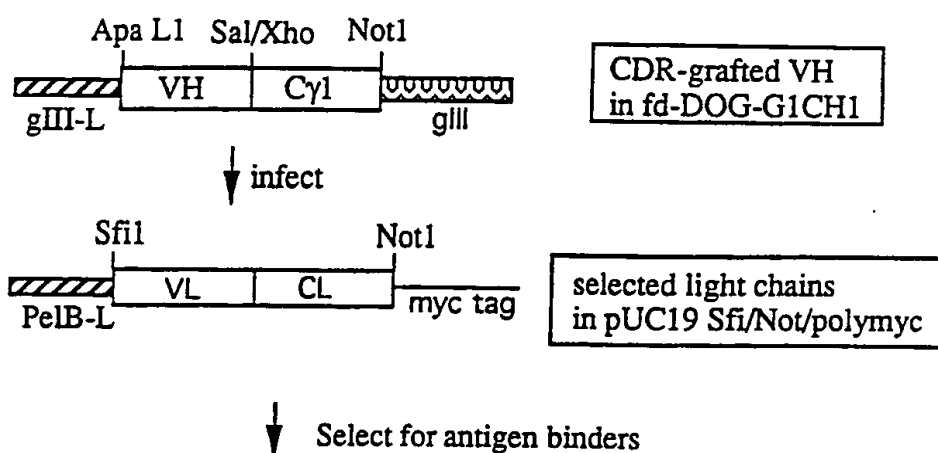 Apa L1 Sal/Xho Not1
VH Cγ1
gIII-L gIII
CDR-grafted VH
in fd-DOG-G1CH1
infect
Sfi1 Not1
VL CL
PelB-L myc tag
selected light chains
in pUC19 Sfi/Not/polymyc
Select for antigen binders